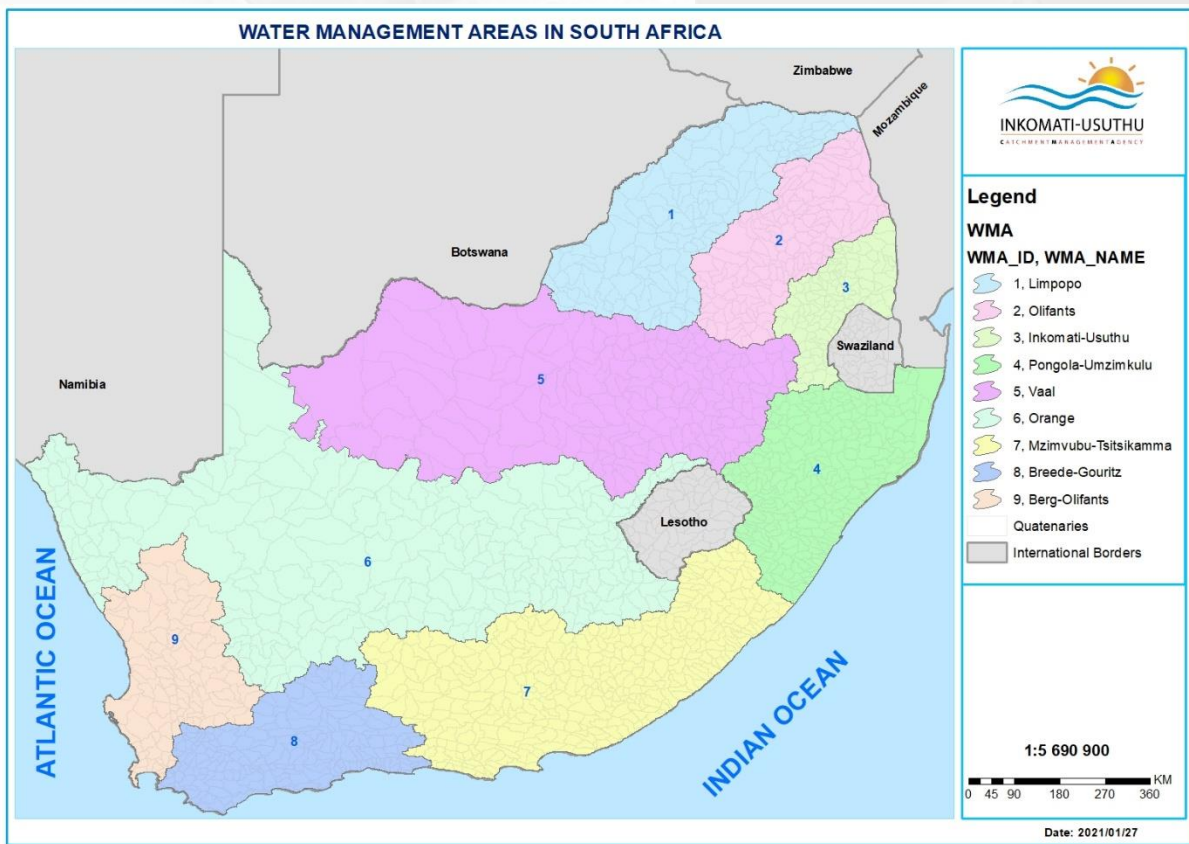 WATER MANAGEMENT AREAS IN SOUTH AFRICA
Zimbabwe
Mozambique
Botswana
Namibia
Swaziland
Lesotho
1
2
3
4
5
6
7
8
9
ATLANTIC OCEAN
INDIAN OCEAN
INKOMATI-USUTHU
CATCHMENT MANAGEMENT AGENCY
Legend
WMA
WMA_ID, WMA_NAME
1, Limpopo
2, Olifants
3, Inkomati-Usuthu
4, Pongola-Umzimkulu
5, Vaal
6, Orange
7, Mzimvubu-Tsitsikamma
8, Breede-Gouritz
9, Berg-Olifants
Quatenaries
International Borders
1:5 690 900
KM
0 45 90 180 270 360
Date: 2021/01/27